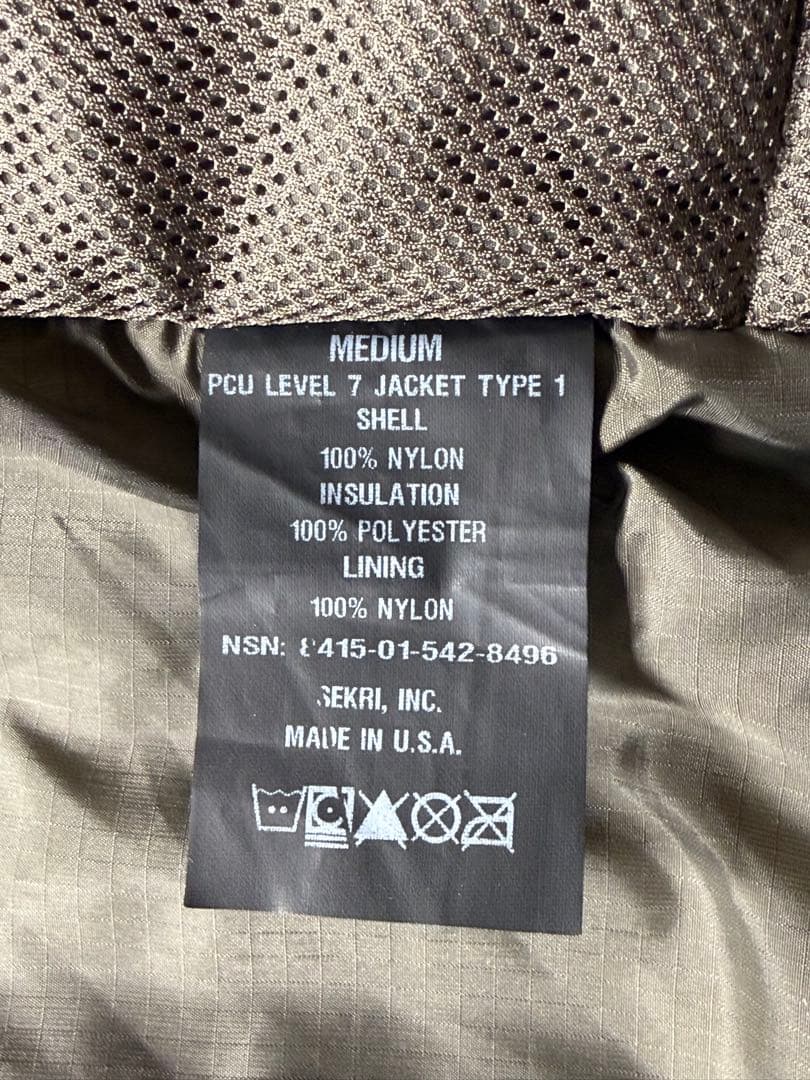 MEDIUM
PCU LEVEL 7 JACKET TYPE 1
SHELL
100% NYLON
INSULATION
100% POLYESTER
LINING
100% NYLON
NSN: 8415-01-542-8496
SEKRI, INC.
MADE IN U.S.A.